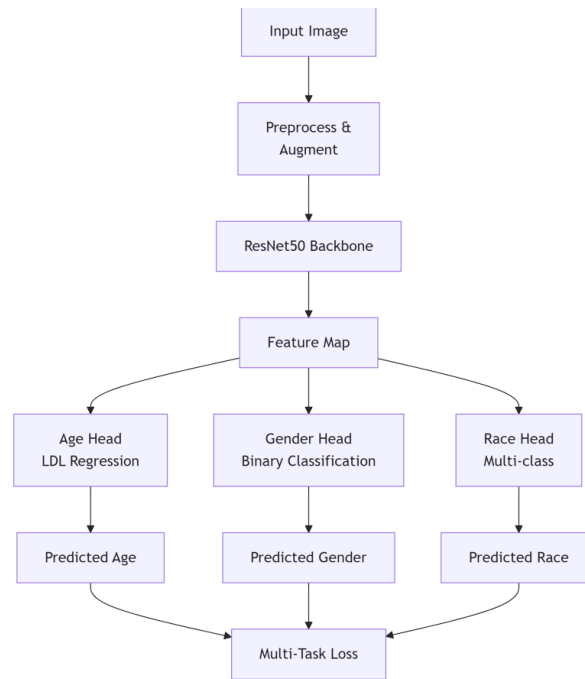 Input Image
Preprocess &
Augment
ResNet50 Backbone
Feature Map
Age Head
LDL Regression
Gender Head
Binary Classification
Race Head
Multi-class
Predicted Age
Predicted Gender
Predicted Race
Multi-Task Loss